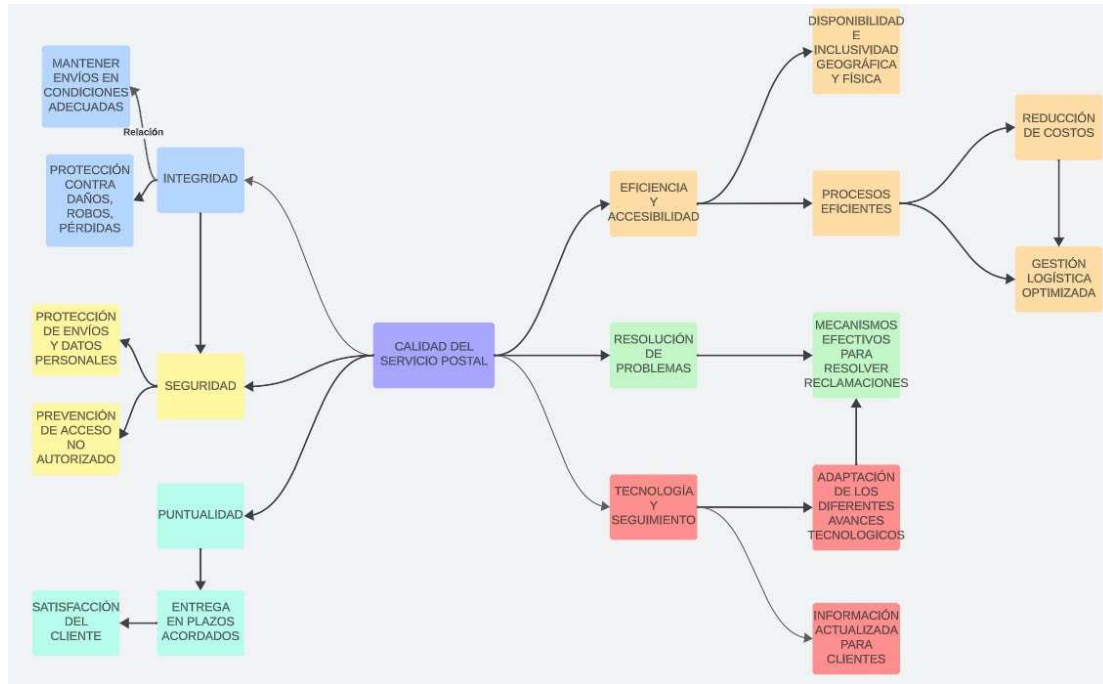 MANTENER
ENVÍOS EN
CONDICIONES
ADECUADAS
Relación
PROTECCIÓN
CONTRA
DAÑOS,
ROBOS,
PÉRDIDAS
INTEGRIDAD
PROTECCIÓN
DE ENVÍOS
Y DATOS
PERSONALES
SEGURIDAD
PREVENCIÓN
DE ACCESO
NO
AUTORIZADO
PUNTUALIDAD
SATISFACCIÓN
DEL
CLIENTE
ENTREGA
EN PLAZOS
ACORDADOS
CALIDAD DEL
SERVICIO POSTAL
DISPONIBILIDAD
E
INCLUSIVIDAD
GEOGRÁFICA
Y FÍSICA
EFICIENCIA
Y
ACCESIBILIDAD
PROCESOS
EFICIENTES
REDUCCIÓN
DE COSTOS
GESTIÓN
LOGÍSTICA
OPTIMIZADA
RESOLUCIÓN
DE
PROBLEMAS
MECANISMOS
EFECTIVOS
PARA
RESOLVER
RECLAMACIONES
TECNOLOGÍA
Y
SEGUIMIENTO
ADAPTACIÓN
DE LOS
DIFERENTES
AVANCES
TECNOLOGICOS
INFORMACIÓN
ACTUALIZADA
PARA
CLIENTES